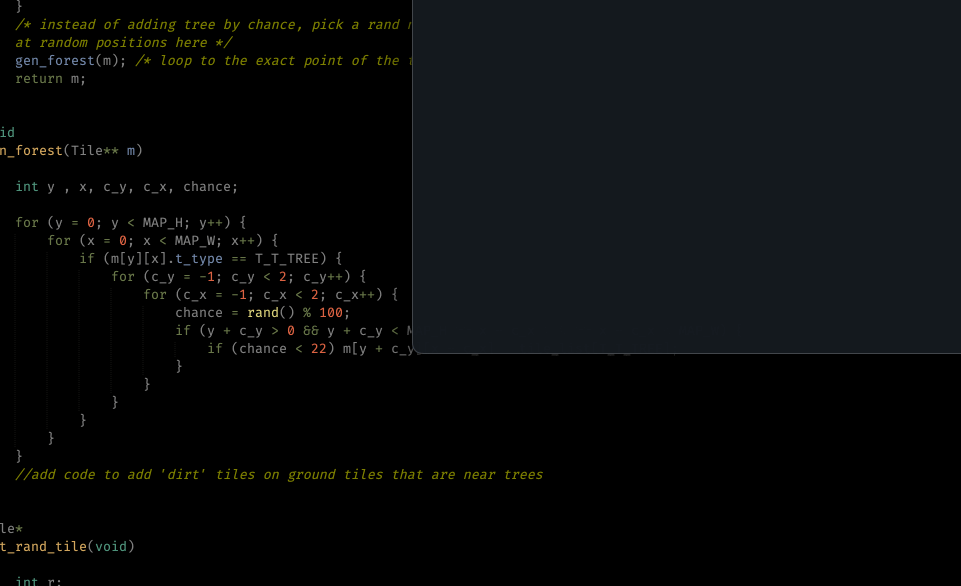 }
/* instead of adding tree by chance, pick a rand
at random positions here */
gen_forest(m); /* loop to the exact point of the
return m;
id
n_forest(Tile** m)
int y , x, c_y, c_x, chance;
for (y = 0; y < MAP_H; y++) {
for (x = 0; x < MAP_W; x++) {
if (m[y][x].t_type == T_T_TREE) {
for (c_y = -1; c_y < 2; c_y++) {
for (c_x = -1; c_x < 2; c_x++) {
chance = rand() % 100;
if (y + c_y > 0 && y + c_y <
if (chance < 22) m[y + c_y
}
}
}
}
}
}
//add code to add 'dirt' tiles on ground tiles that are near trees
le*
t_rand_tile(void)
int r;